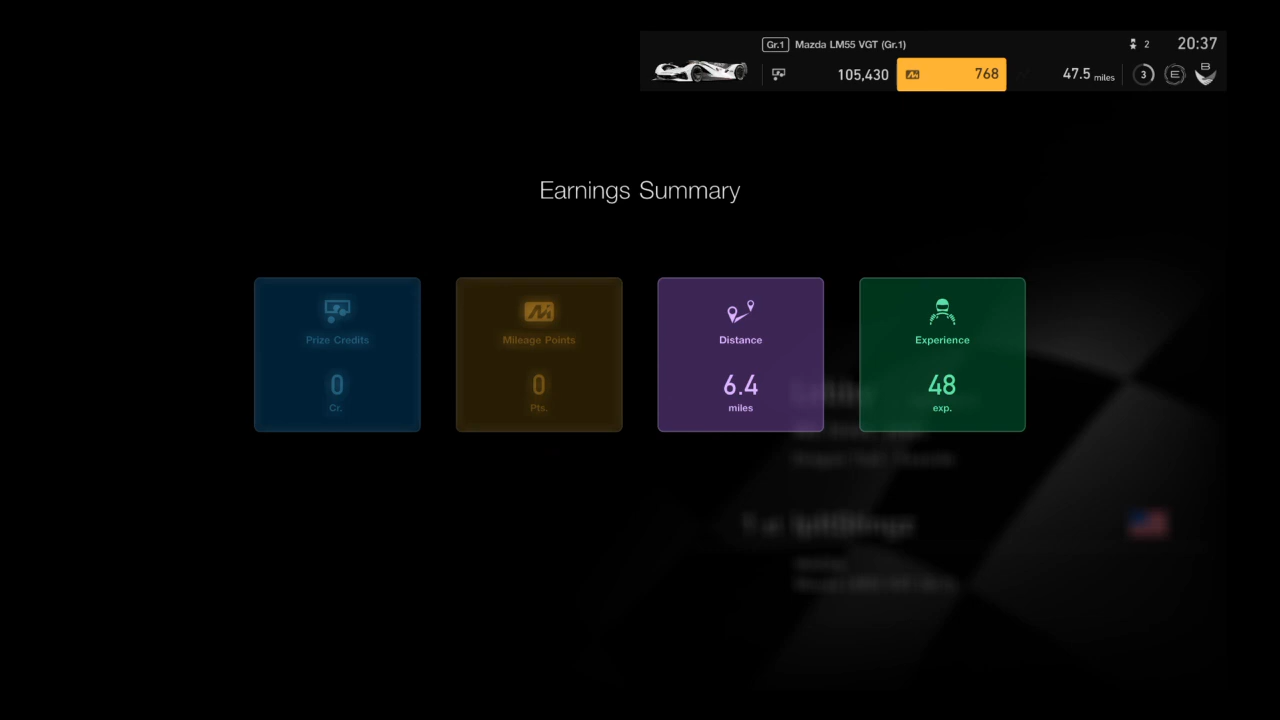 Gr.1 Mazda LM55 VGT (Gr.1) 2 20:37
105,430 768 47.5 miles 3 E B
Earnings Summary
Prize Credits Mileage Points Distance Experience
0 0 6.4 48
Cr. Pts. miles exp.